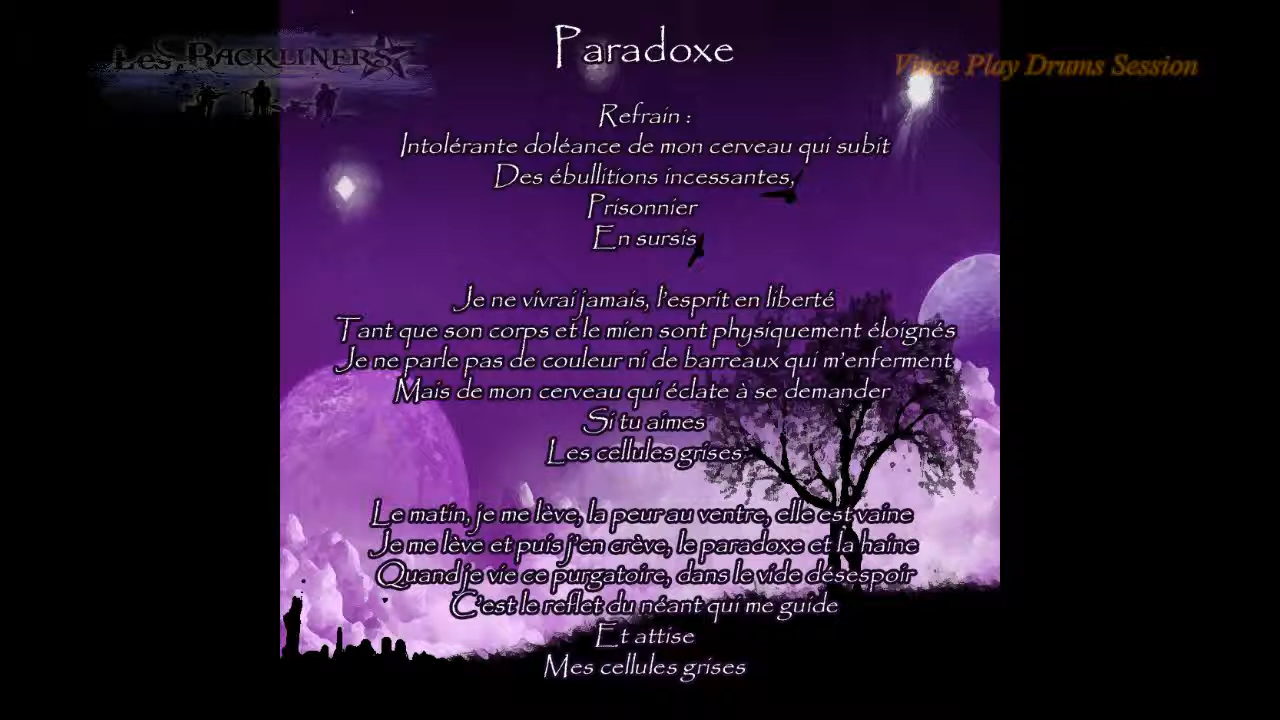 Les Backliners
Paradoxe
Vince Play Drums Session
Refrain :
Intolérante doléance de mon cerveau qui subit
Des ébullitions incessantes,
Prisonnier
En sursis
Je ne vivrai jamais, l'esprit en liberté
Tant que son corps et le mien sont physiquement éloignés
Je ne parle pas de couleur ni de barreaux qui m'enferment
Mais de mon cerveau qui éclate à se demander
Si tu aimes
Les cellules grises
Le matin, je me lève, la peur au ventre, elle est vaine
Je me lève et puis j'en crève, le paradoxe et la haine
Quand je vie ce purgatoire, dans le vide désespoir
C'est le reflet du néant qui me guide
Et attise
Mes cellules grises